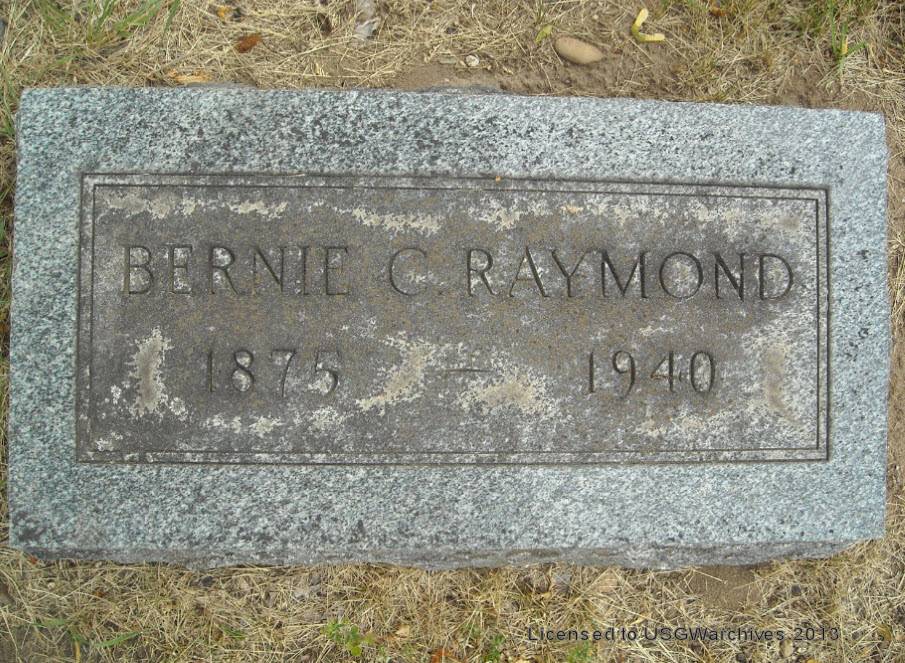 BERNIE C. RAYMOND
1875 — 1940
Licensed to USGWarchives 2013